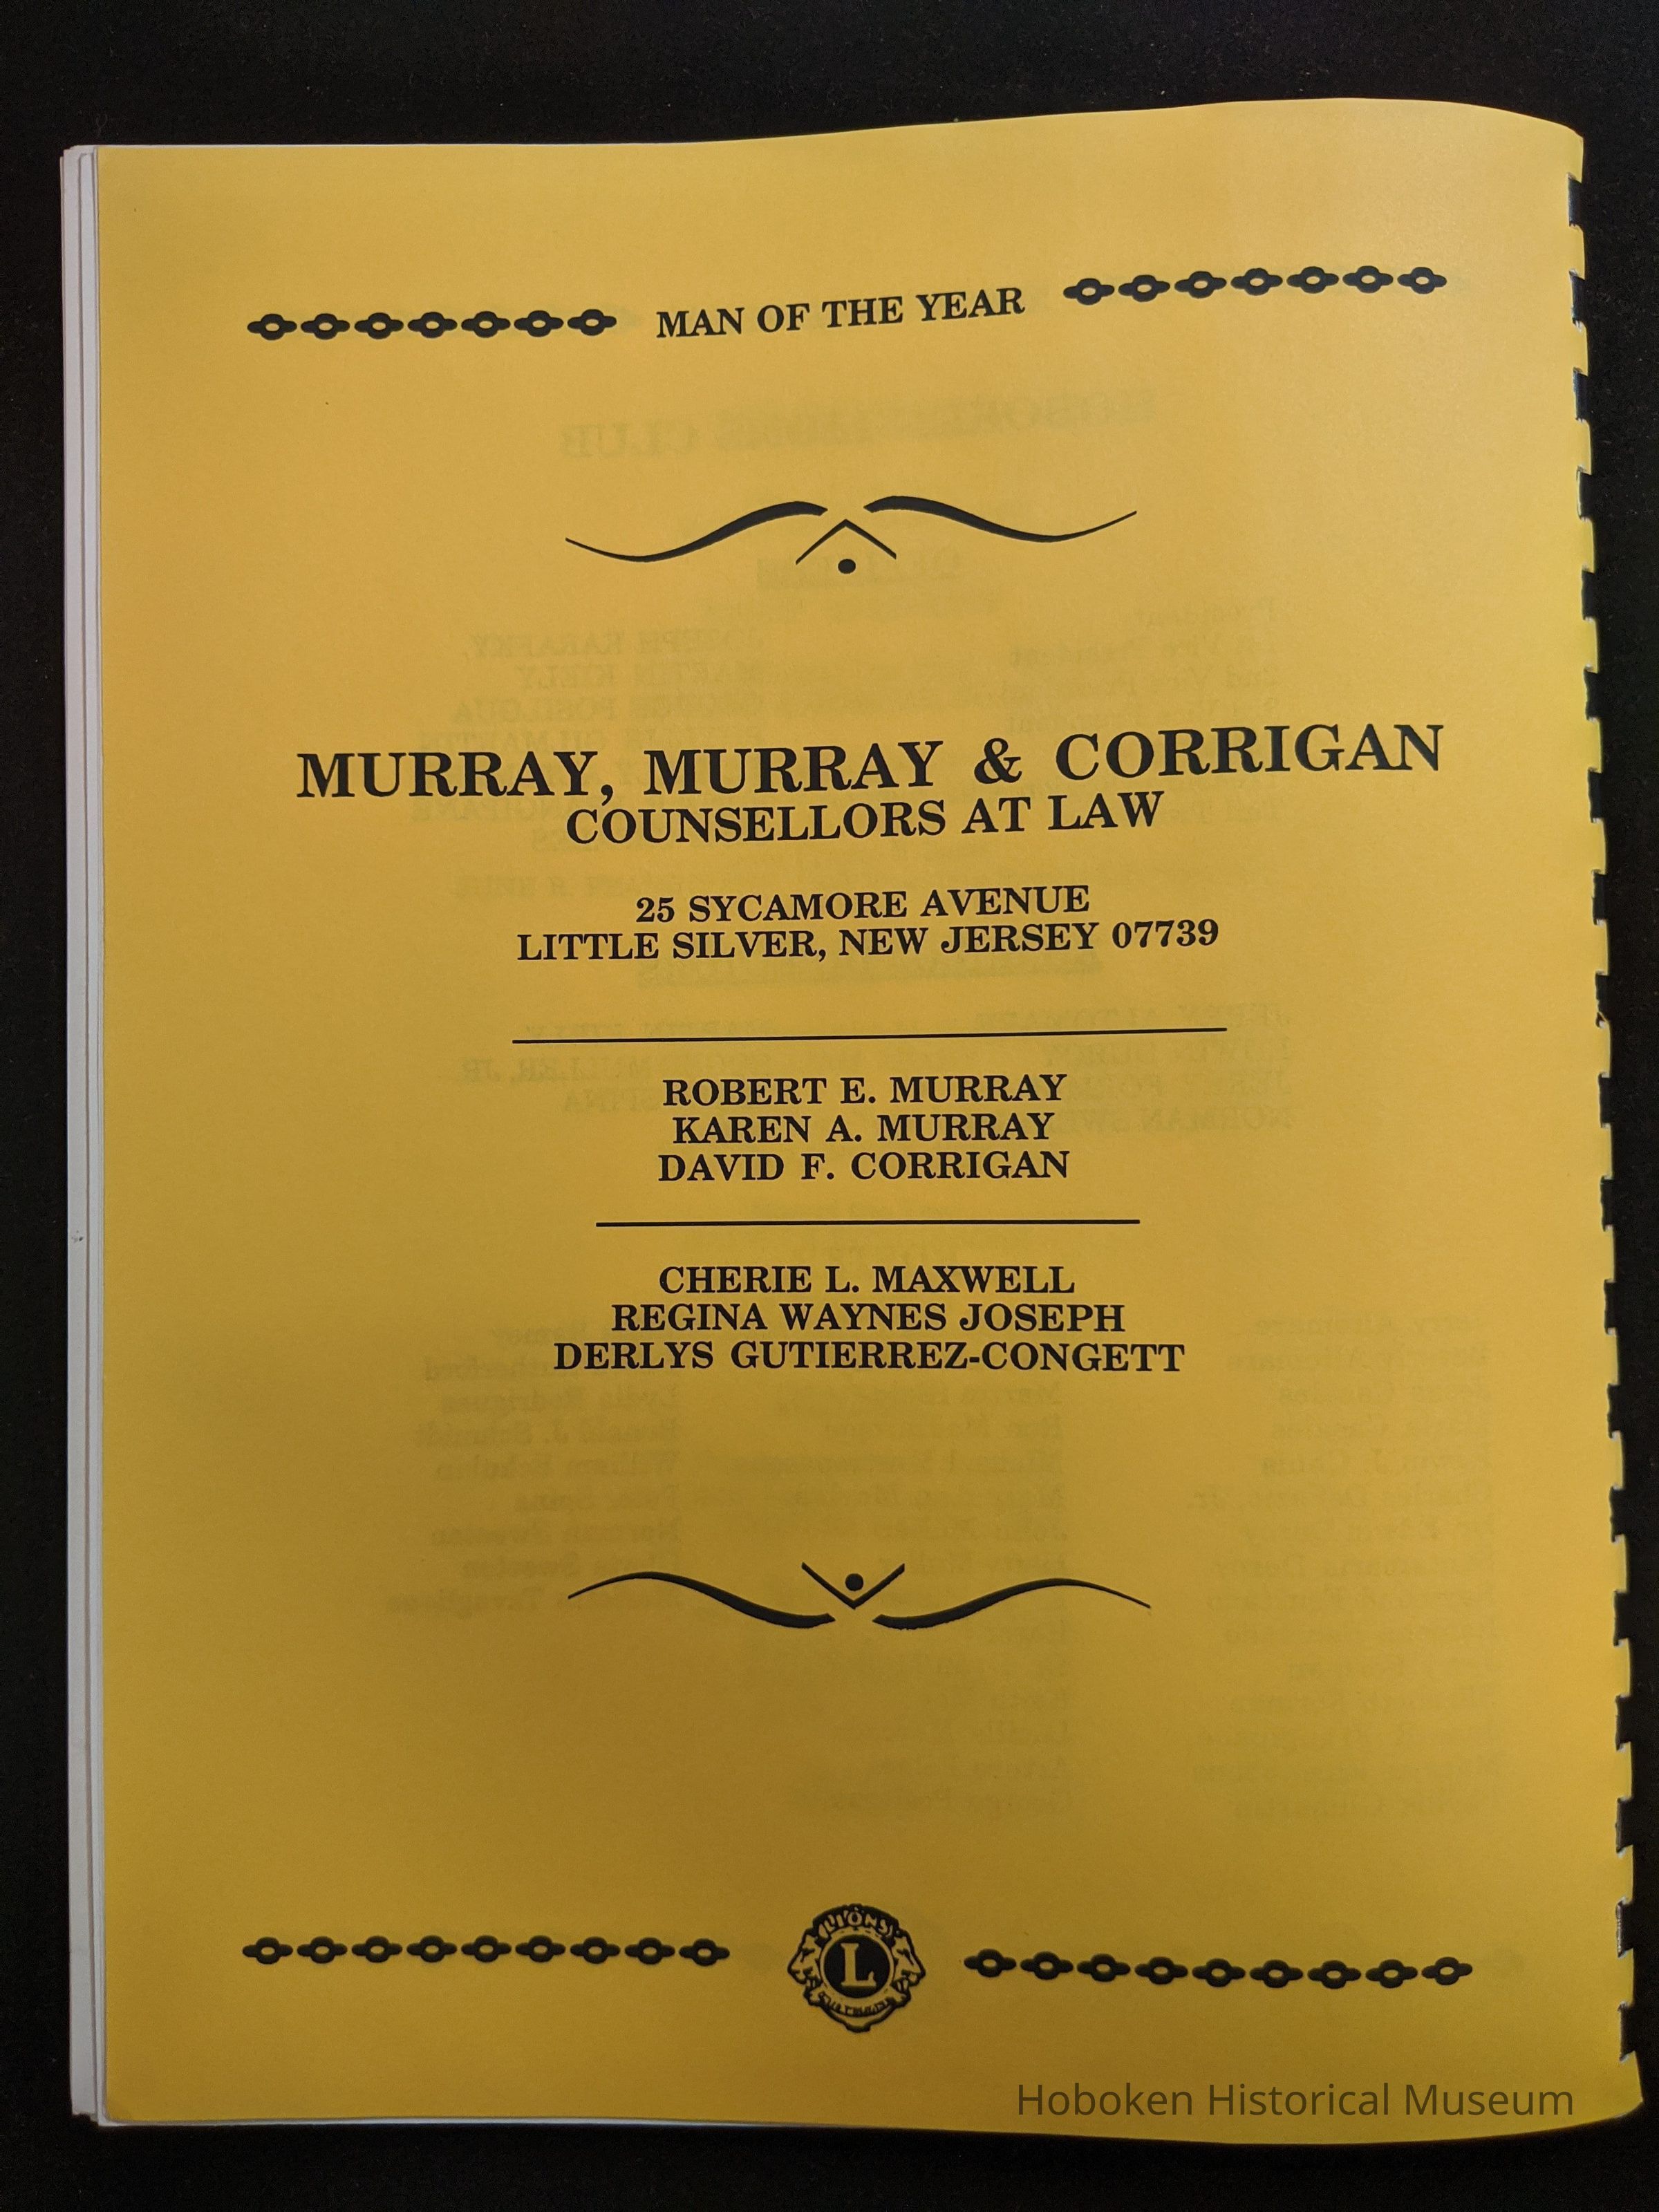 MAN OF THE YEAR
MURRAY, MURRAY & CORRIGAN
COUNSELLORS AT LAW
25 SYCAMORE AVENUE
LITTLE SILVER, NEW JERSEY 07739
ROBERT E. MURRAY
KAREN A. MURRAY
DAVID F. CORRIGAN
CHERIE L. MAXWELL
REGINA WAYNES JOSEPH
DERLYS GUTIERREZ-CONGETT
LIONS
L
Hoboken Historical Museum